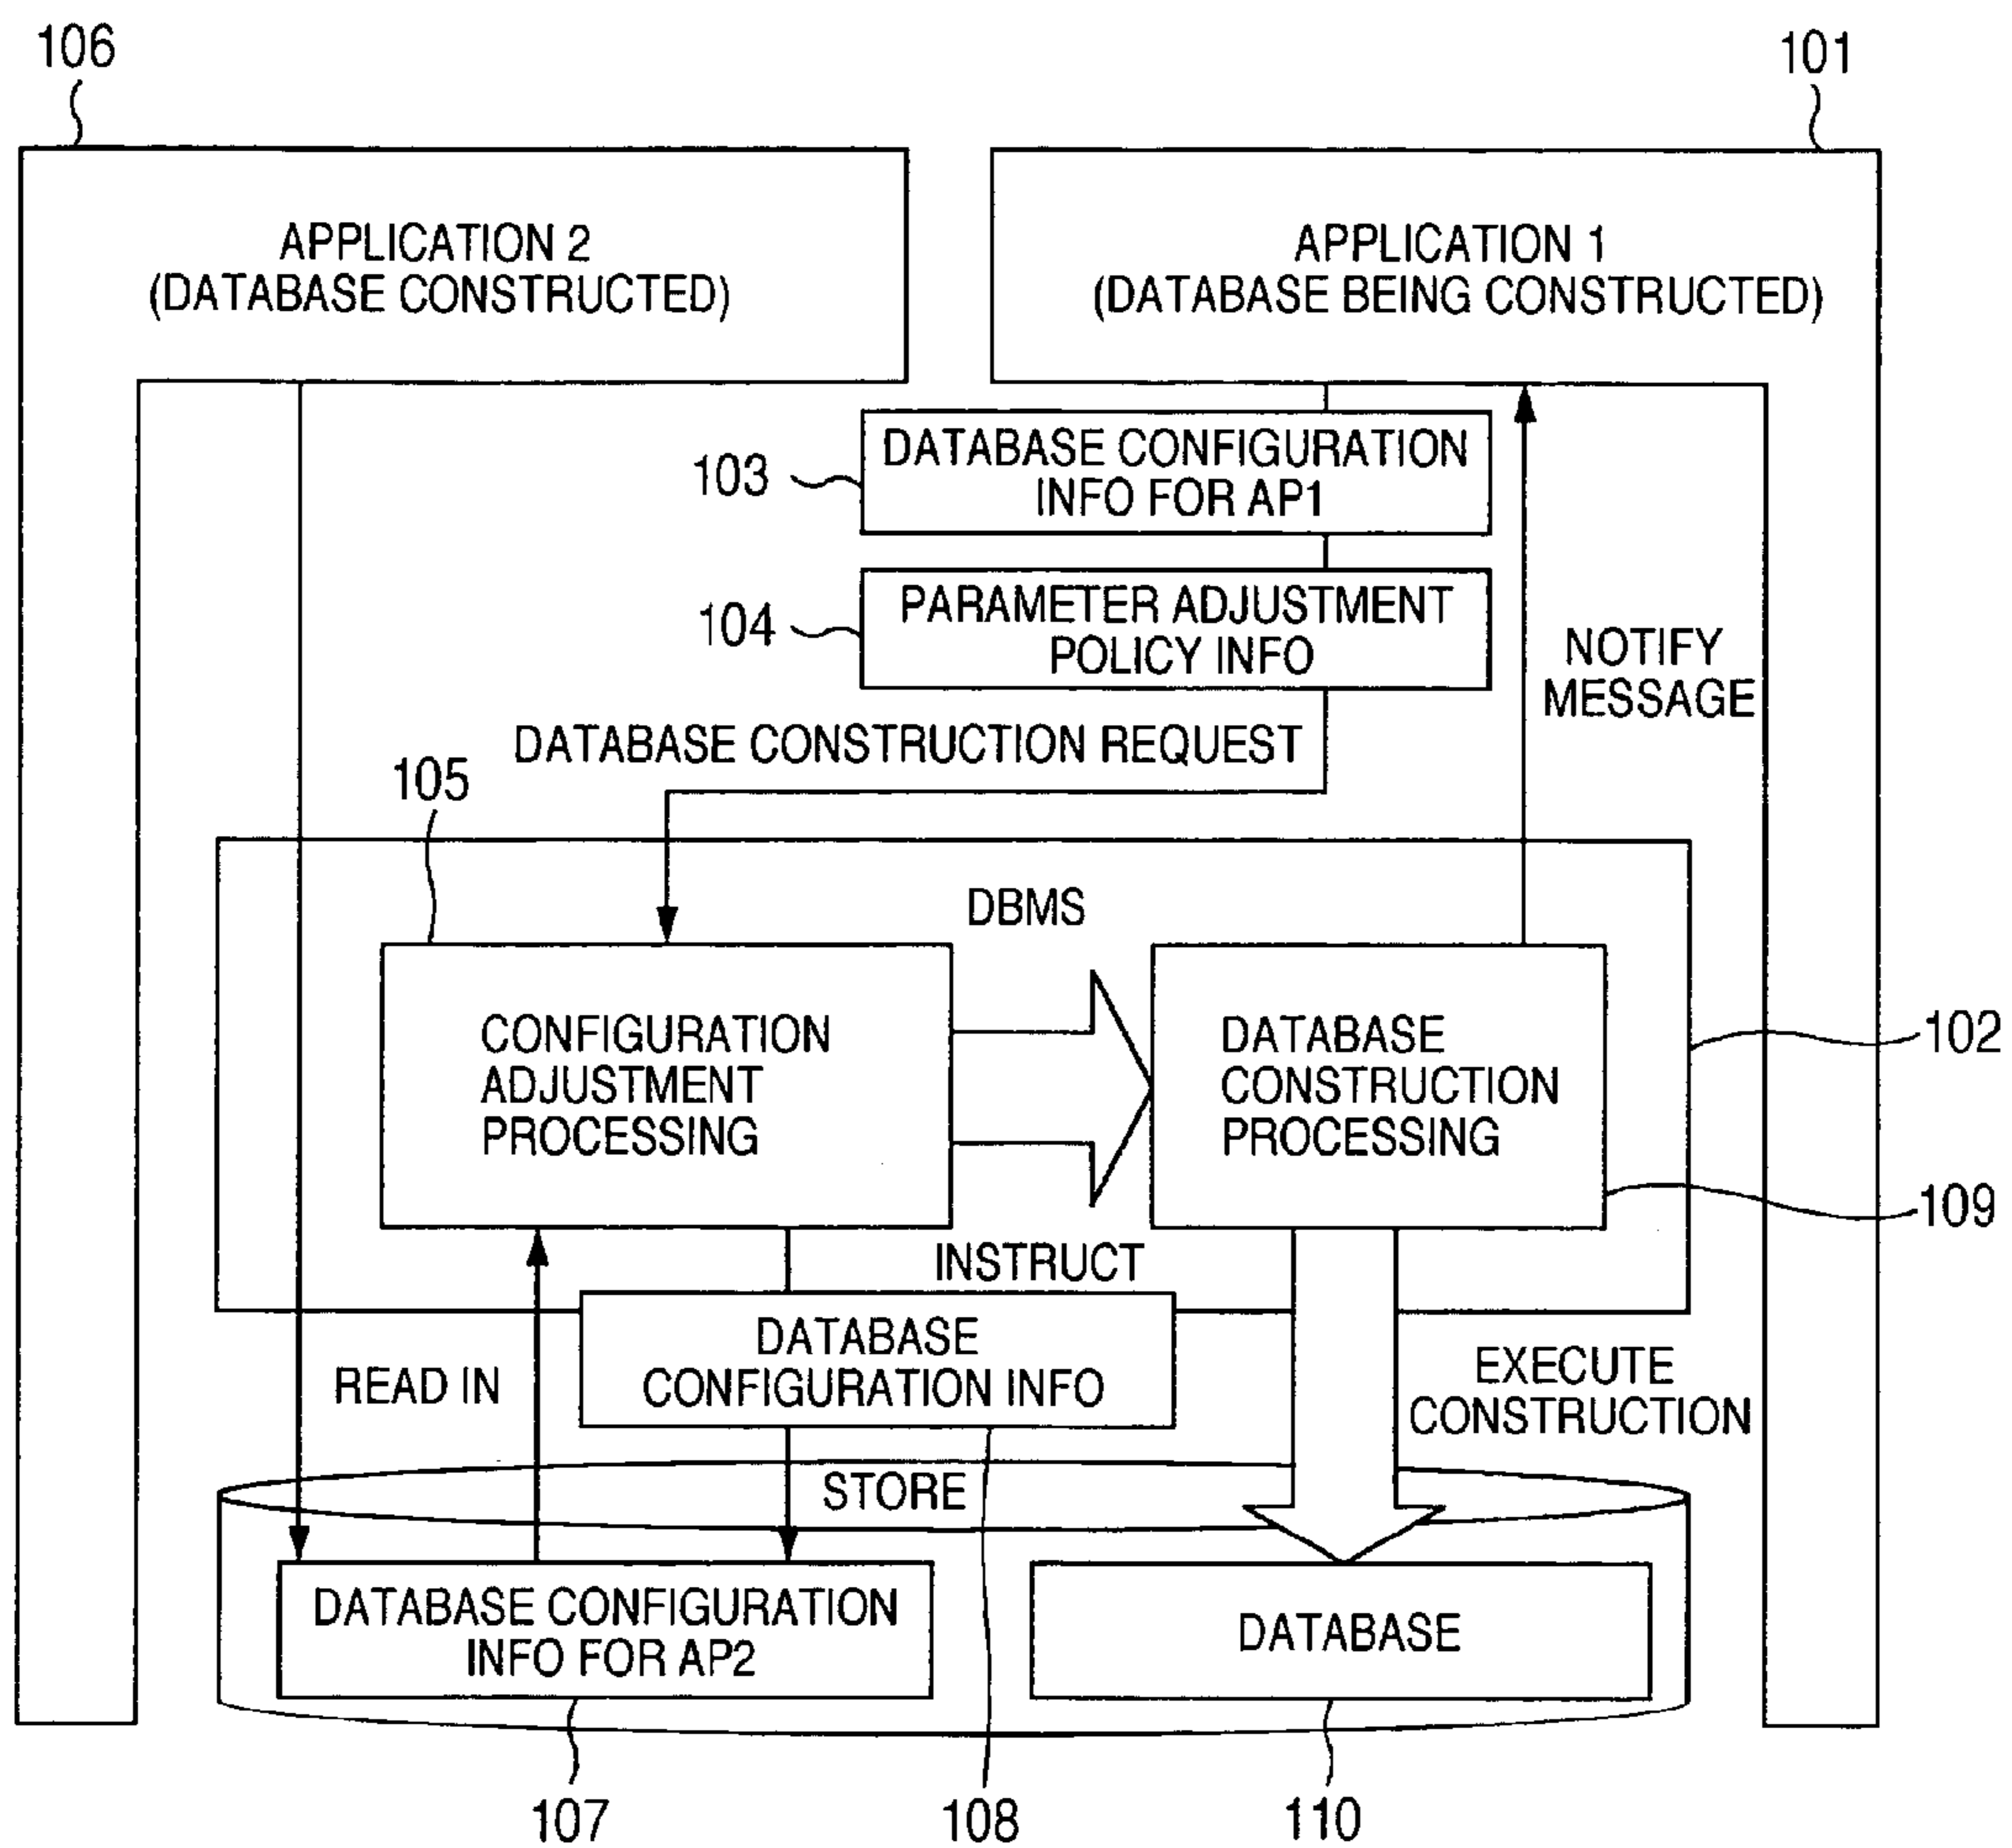 106
101
APPLICATION 2
(DATABASE CONSTRUCTED)
APPLICATION 1
(DATABASE BEING CONSTRUCTED)
103
DATABASE CONFIGURATION
INFO FOR AP1
104
PARAMETER ADJUSTMENT
POLICY INFO
NOTIFY
MESSAGE
DATABASE CONSTRUCTION REQUEST
105
DBMS
CONFIGURATION
ADJUSTMENT
PROCESSING
DATABASE
CONSTRUCTION
PROCESSING
102
109
INSTRUCT
DATABASE
CONFIGURATION INFO
READ IN
EXECUTE
CONSTRUCTION
STORE
DATABASE CONFIGURATION
INFO FOR AP2
DATABASE
107
108
110